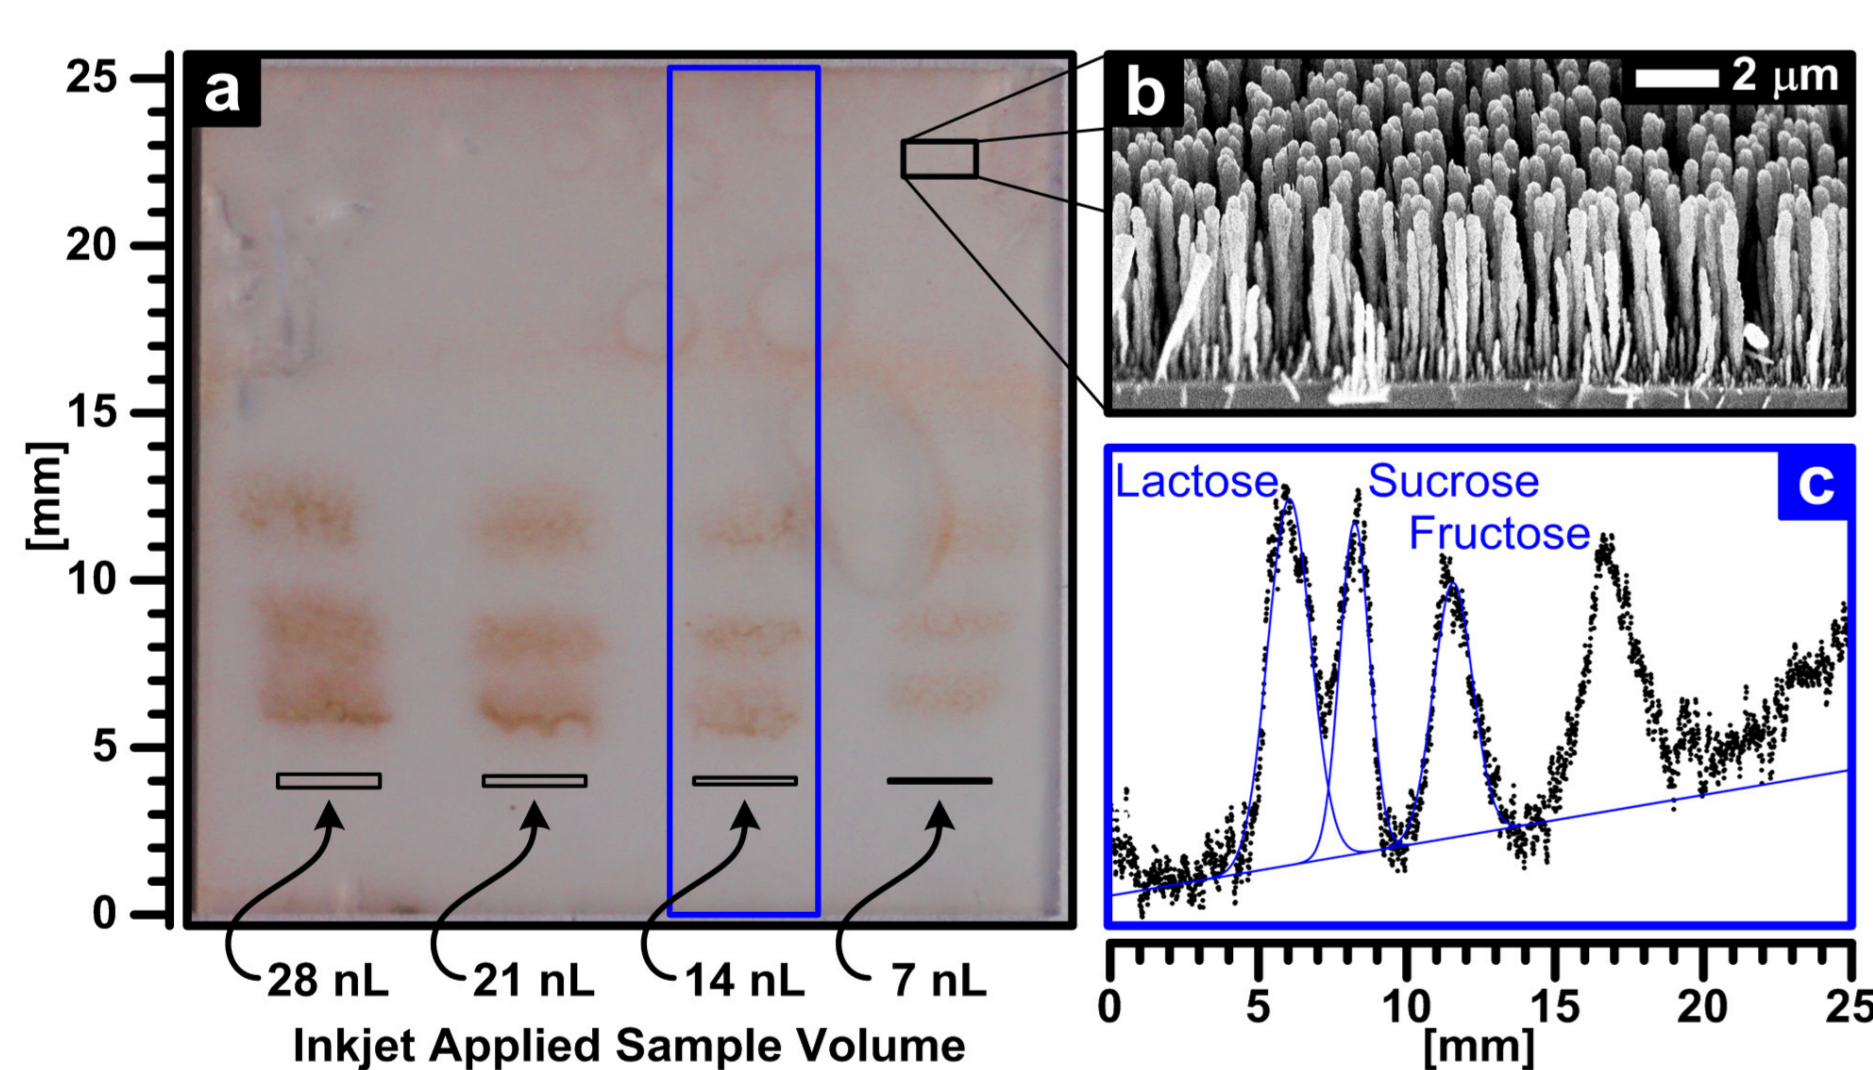 a
25
20
15
10
5
0
[mm]
28 nL
21 nL
14 nL
7 nL
Inkjet Applied Sample Volume
b
2 μm
Lactose
Sucrose
Fructose
c
0
5
10
15
20
25
[mm]